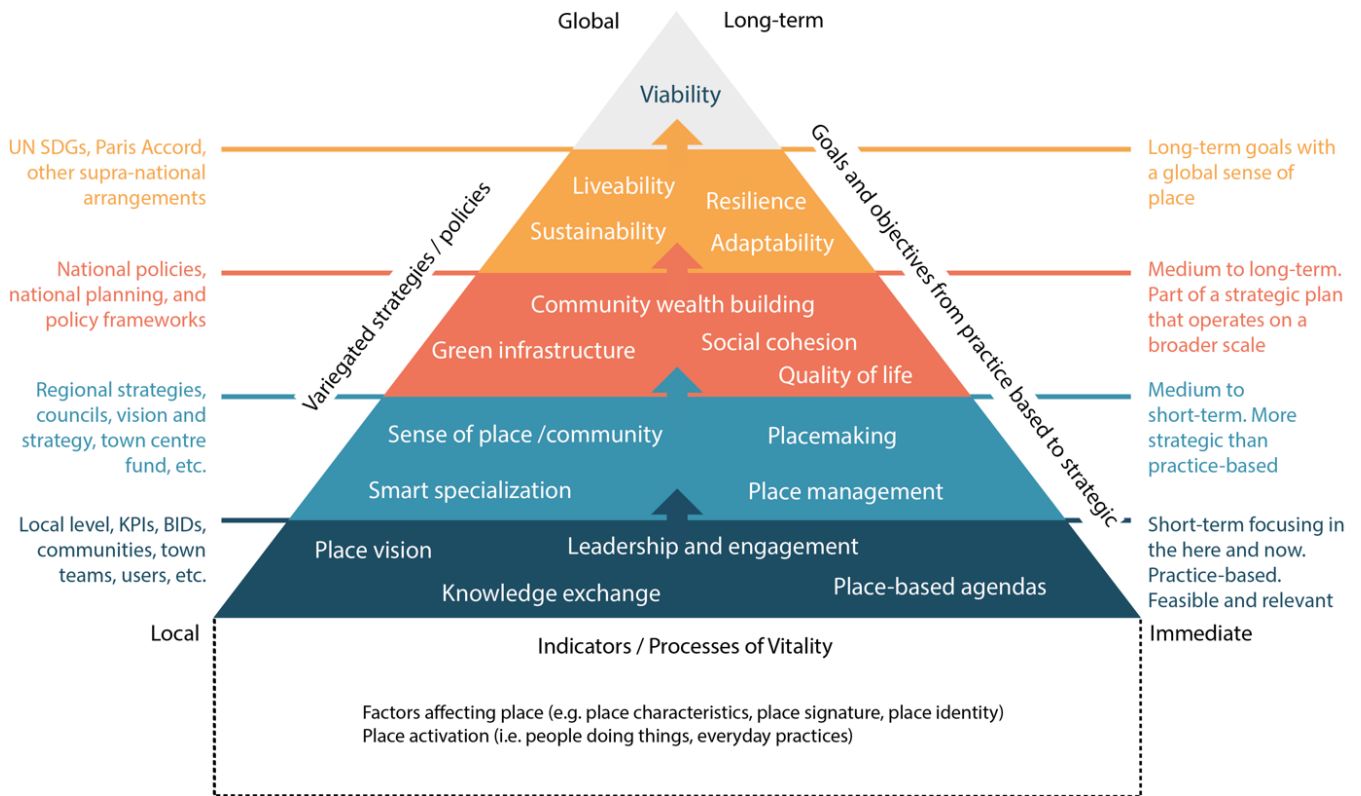 Global
Long-term
Viability
UN SDGs, Paris Accord,
other supra-national
arrangements
Variegated strategies / policies
Goals and objectives from practice based to strategic
Long-term goals with
a global sense of
place
Liveability
Resilience
Sustainability
Adaptability
National policies,
national planning, and
policy frameworks
Community wealth building
Green infrastructure
Social cohesion
Quality of life
Medium to long-term.
Part of a strategic plan
that operates on a
broader scale
Regional strategies,
councils, vision and
strategy, town centre
fund, etc.
Sense of place /community
Placemaking
Smart specialization
Place management
Medium to
short-term. More
strategic than
practice-based
Local level, KPIs, BIDs,
communities, town
teams, users, etc.
Place vision
Leadership and engagement
Knowledge exchange
Place-based agendas
Short-term focusing in
the here and now.
Practice-based.
Feasible and relevant
Local
Immediate
Indicators / Processes of Vitality
Factors affecting place (e.g. place characteristics, place signature, place identity)
Place activation (i.e. people doing things, everyday practices)